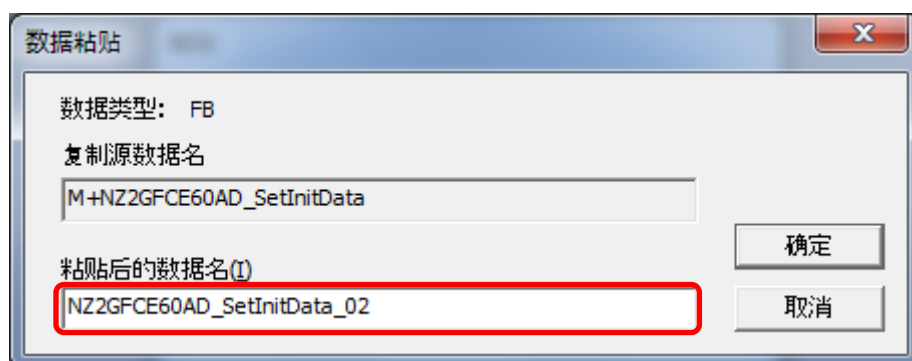 数据粘贴
数据类型： FB
复制源数据名
M+NZ2GFCE60AD_SetInitData
确定
粘贴后的数据名(I)
NZ2GFCE60AD_SetInitData_02
取消